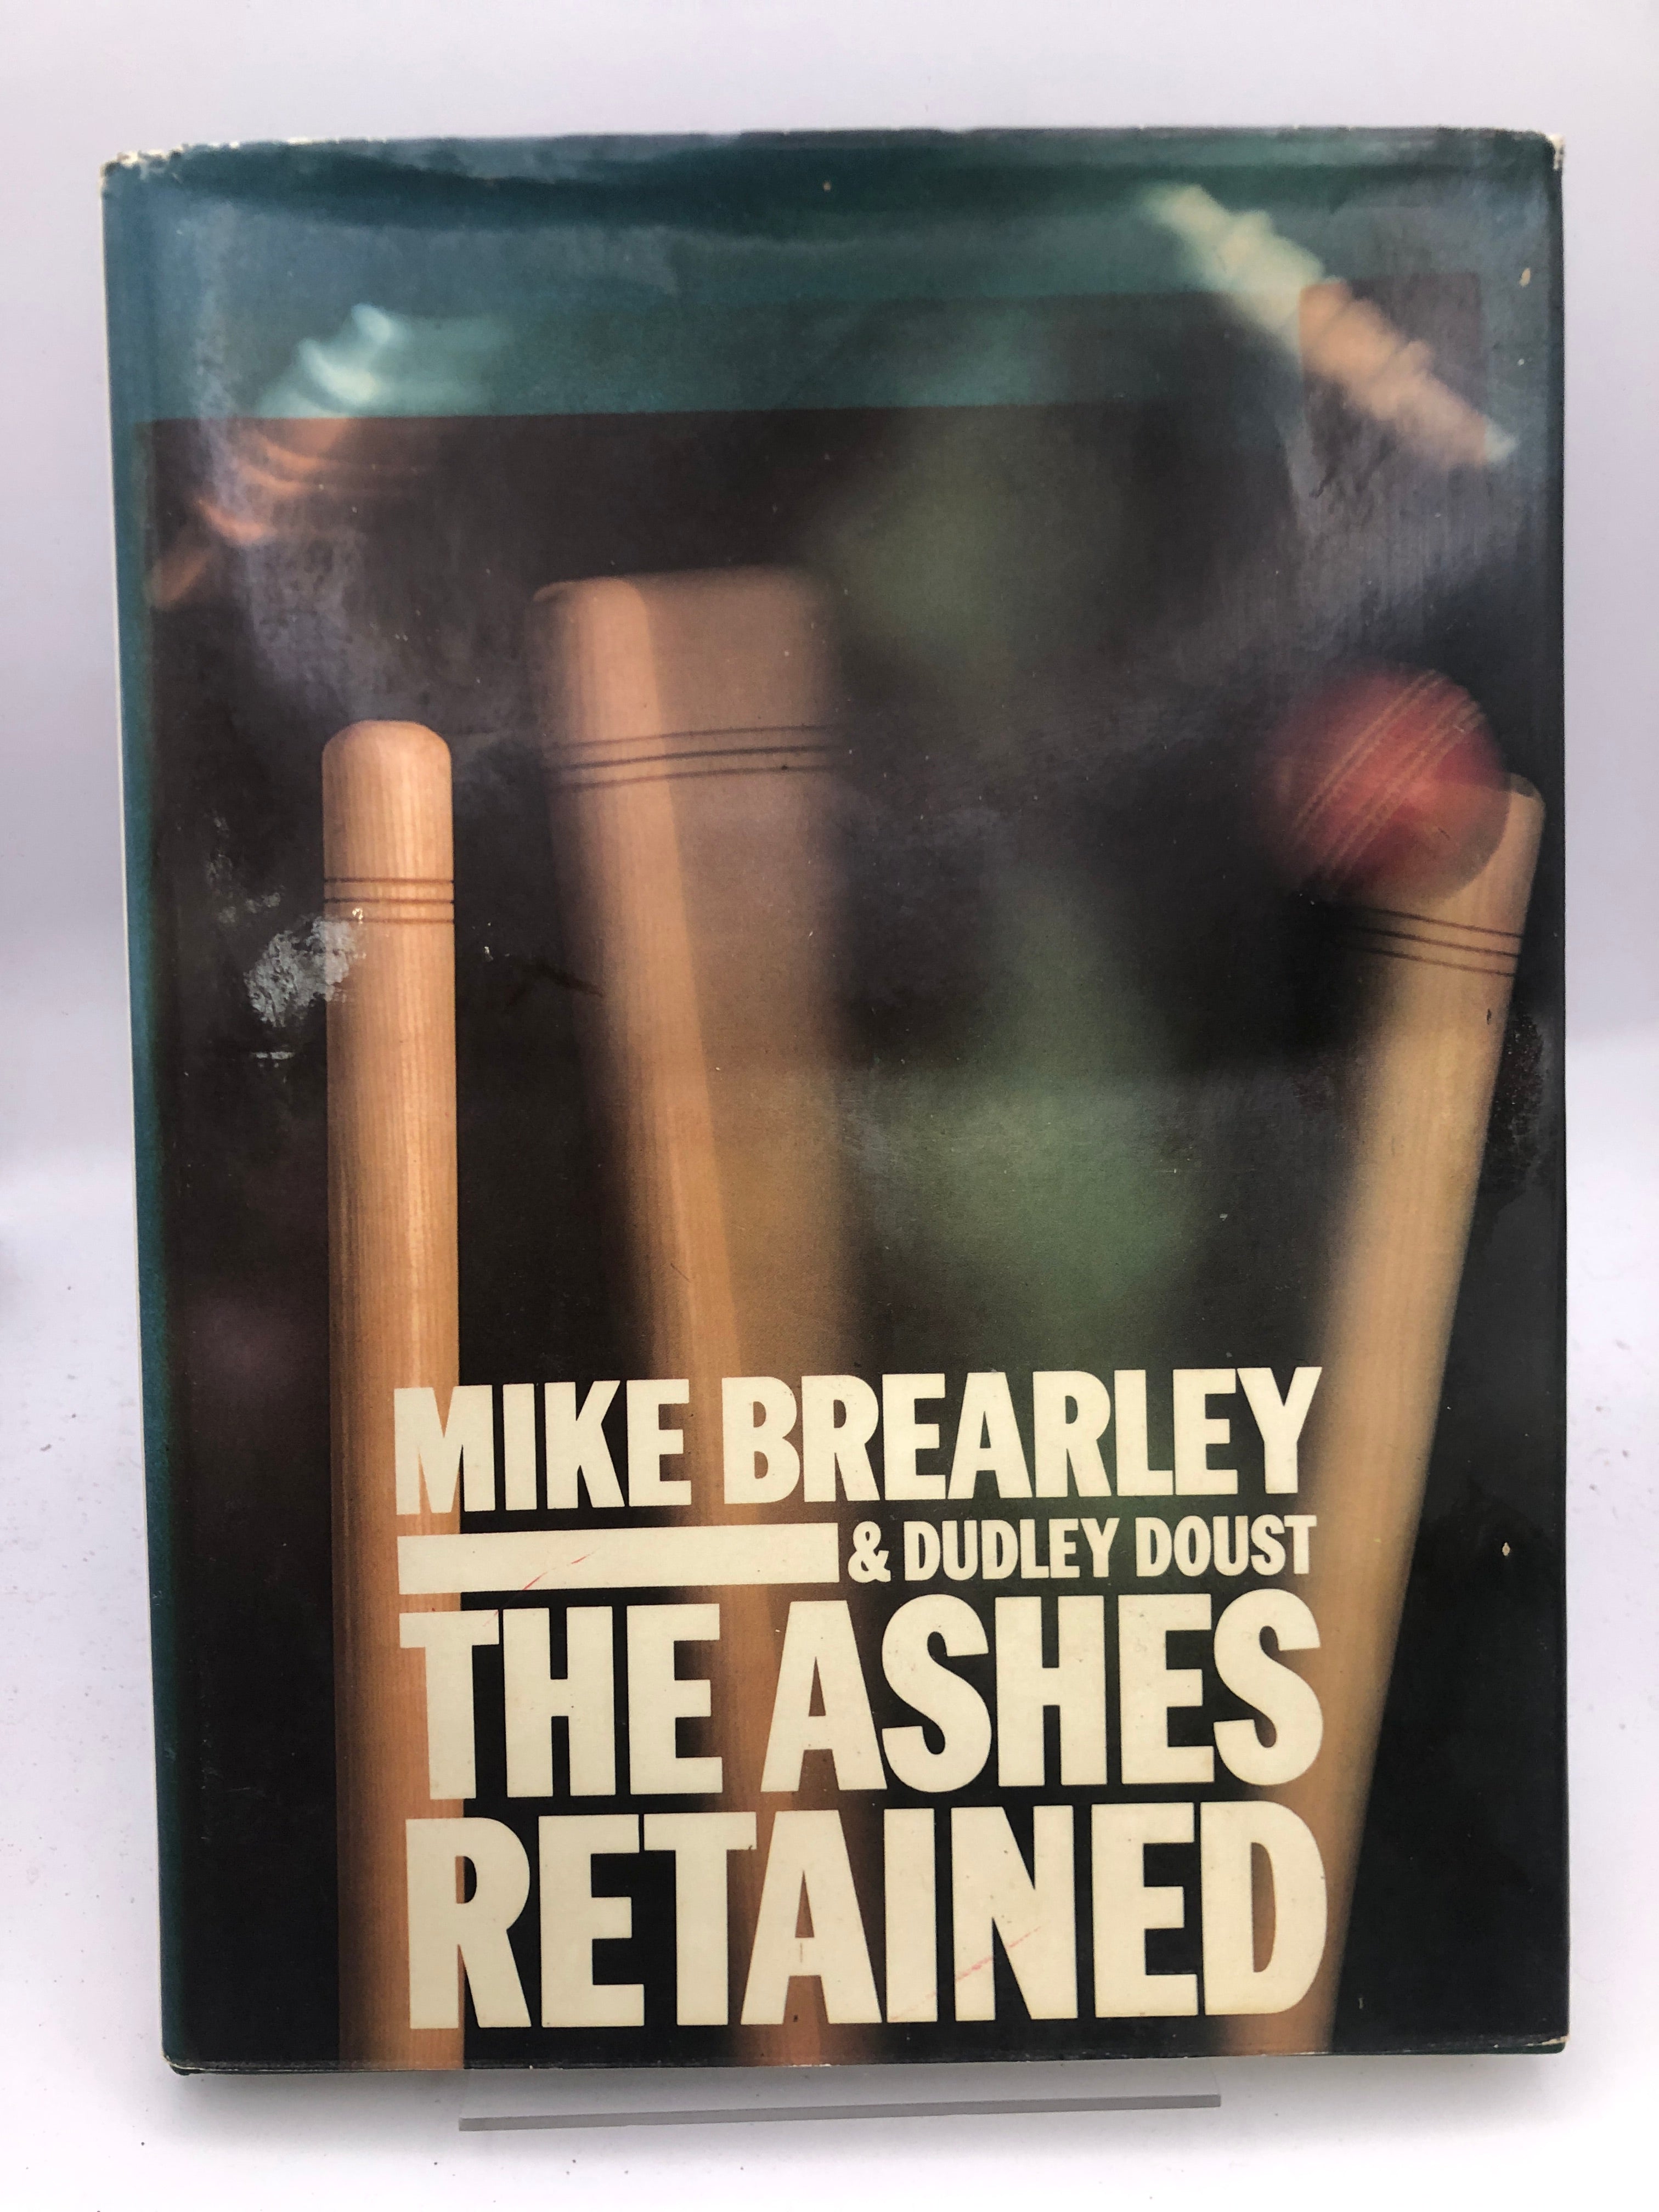 MIKE BREARLEY
& DUDLEY DOUST
THE ASHES
RETAINED